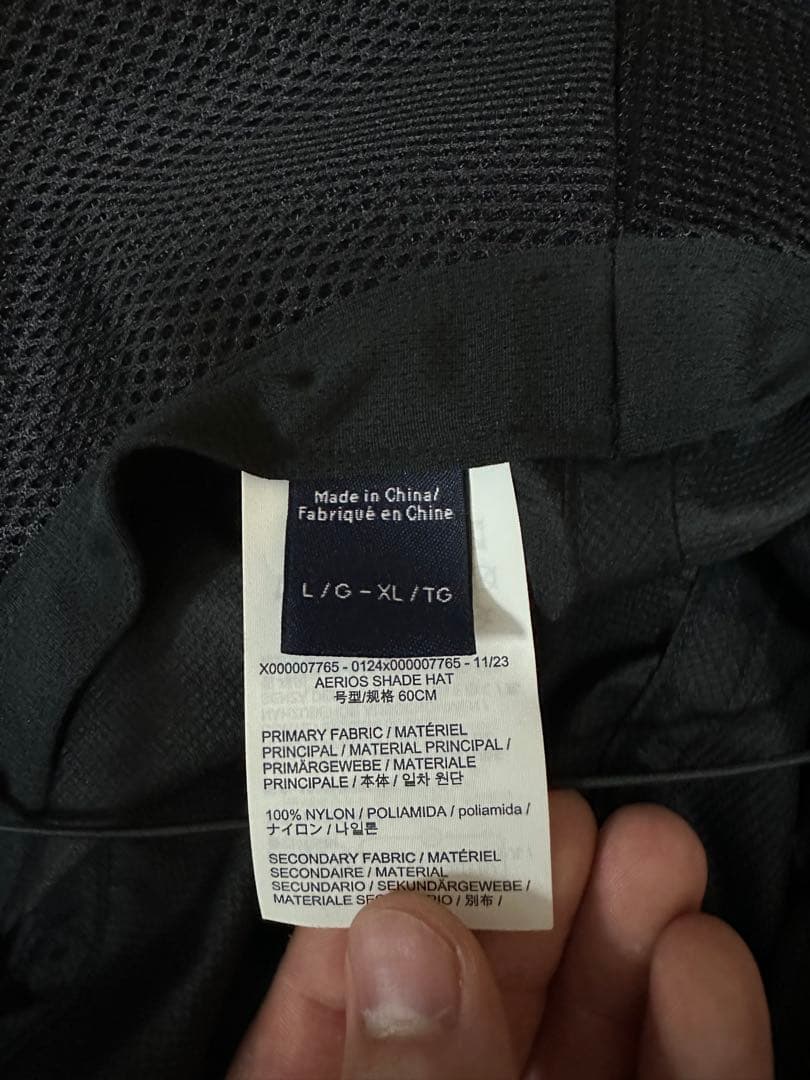 Made in China/
Fabriqué en Chine
L/G - XL/TG
X000007765 - 0124x000007765 - 11/23
AERIOS SHADE HAT
号型/规格 60CM
PRIMARY FABRIC / MATÉRIEL
PRINCIPAL / MATERIAL PRINCIPAL /
PRIMÄRGEWEBE / MATERIALE
PRINCIPALE / 本体 / 일차 원단
100% NYLON / POLIAMIDA / poliamida /
ナイロン / 나일론
SECONDARY FABRIC / MATÉRIEL
SECONDAIRE / MATERIAL
SECUNDARIO / SEKUNDÄRGEWEBE /
MATERIALE / 別布 /